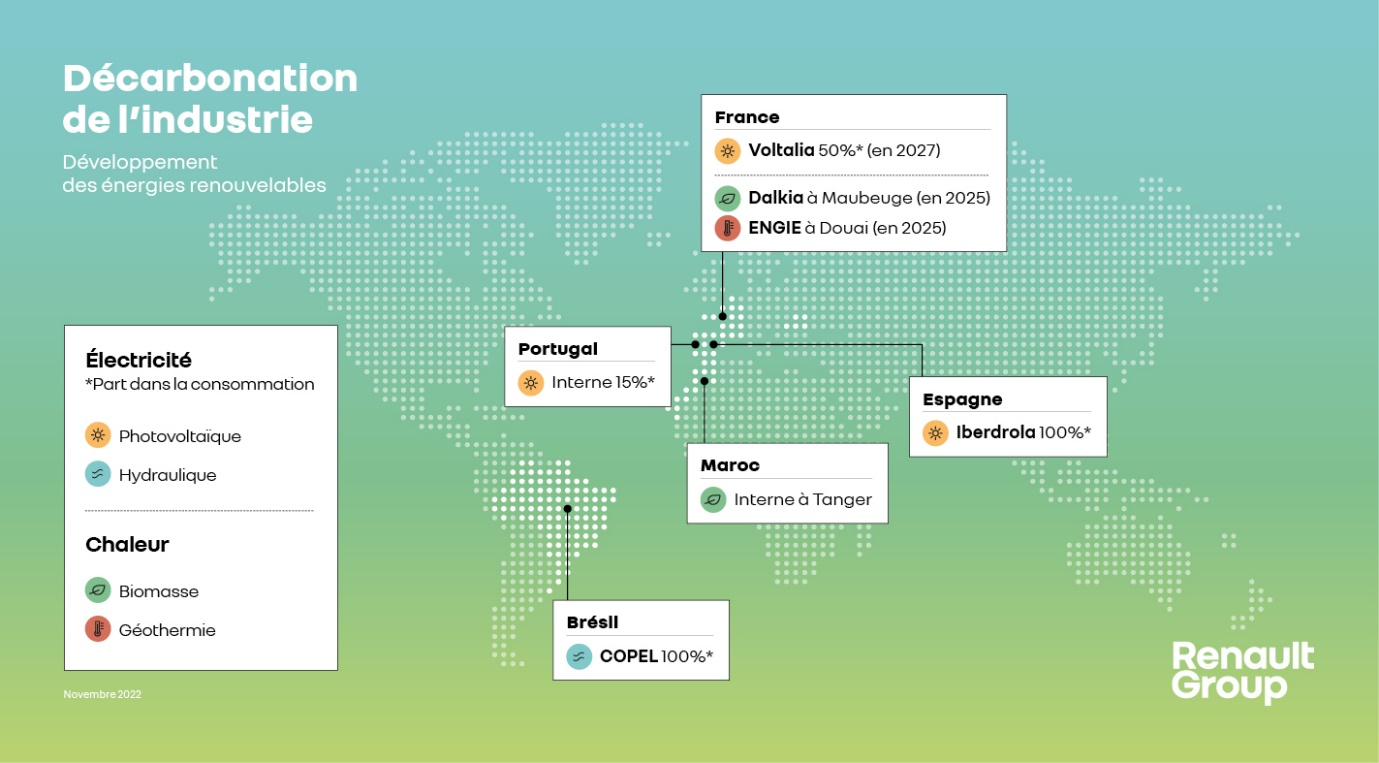 Décarbonation
de l’industrie
Développement
des énergies renouvelables
France
Voltalia 50%* (en 2027)
Dalkia à Maubeuge (en 2025)
ENGIE à Douai (en 2025)
Portugal
Interne 15%*
Espagne
Iberdrola 100%*
Maroc
Interne à Tanger
Brésil
COPEL 100%*
Électricité
*Part dans la consommation
Photovoltaïque
Hydraulique
Chaleur
Biomasse
Géothermie
Novembre 2022
Renault
Group